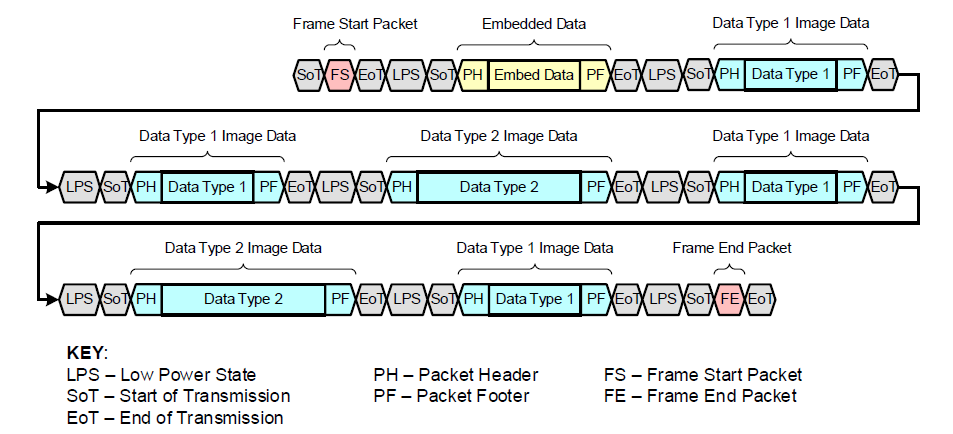 Frame Start Packet Embedded Data Data Type 1 Image Data
SoT FS EoT LPS SoT PH Embed Data PF EoT LPS SoT PH Data Type 1 PF EoT
Data Type 1 Image Data Data Type 2 Image Data Data Type 1 Image Data
LPS SoT PH Data Type 1 PF EoT LPS SoT PH Data Type 2 PF EoT LPS SoT PH Data Type 1 PF EoT
Data Type 2 Image Data Data Type 1 Image Data Frame End Packet
LPS SoT PH Data Type 2 PF EoT LPS SoT PH Data Type 1 PF EoT LPS SoT FE EoT
KEY:
LPS – Low Power State PH – Packet Header FS – Frame Start Packet
SoT – Start of Transmission PF – Packet Footer FE – Frame End Packet
EoT – End of Transmission